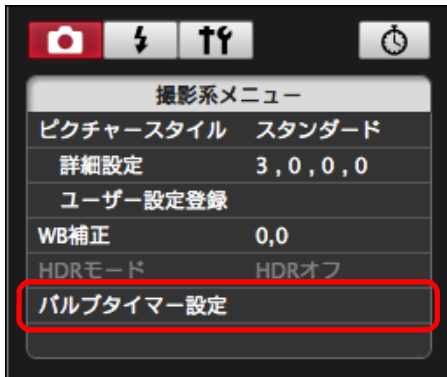 撮影系メニュー
ピクチャースタイル スタンダード
詳細設定 3,0,0,0
ユーザー設定登録
WB補正 0,0
HDRモード HDRオフ
バルブタイマー設定